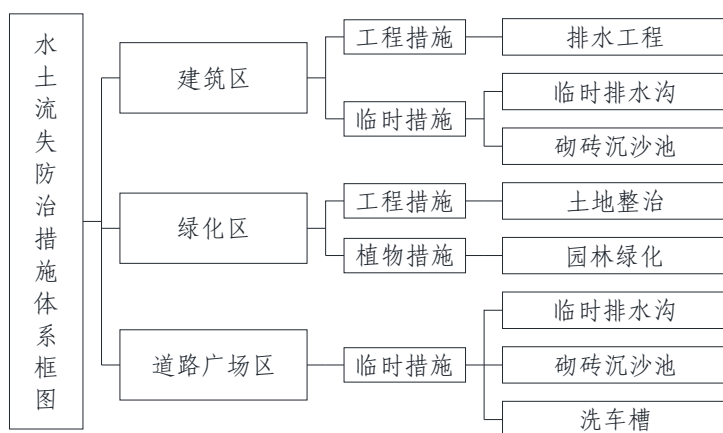 水土流失防治措施体系框图
建筑区
工程措施
排水工程
临时措施
临时排水沟
砌砖沉沙池
绿化区
工程措施
土地整治
植物措施
园林绿化
道路广场区
临时措施
临时排水沟
砌砖沉沙池
洗车槽